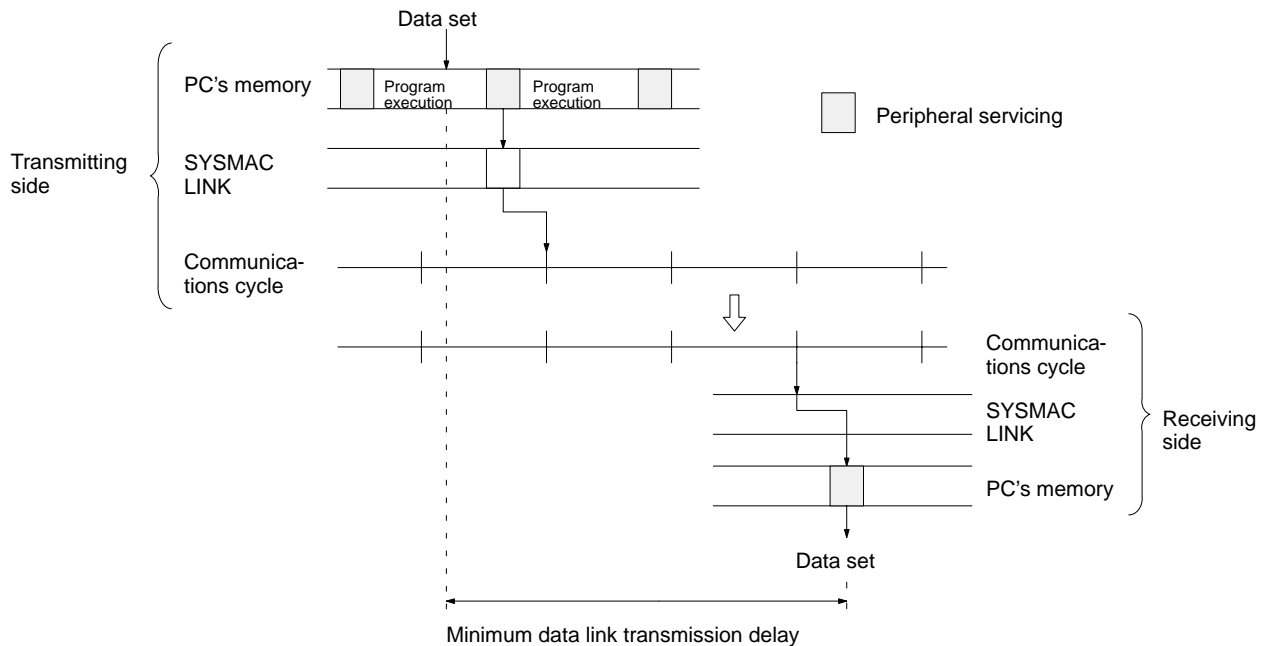 Data set
PC's memory
Program
execution
Program
execution
Peripheral servicing
Transmitting
side
SYSMAC
LINK
Communica-
tions cycle
Communica-
tions cycle
SYSMAC
LINK
Receiving
side
PC's memory
Data set
Minimum data link transmission delay